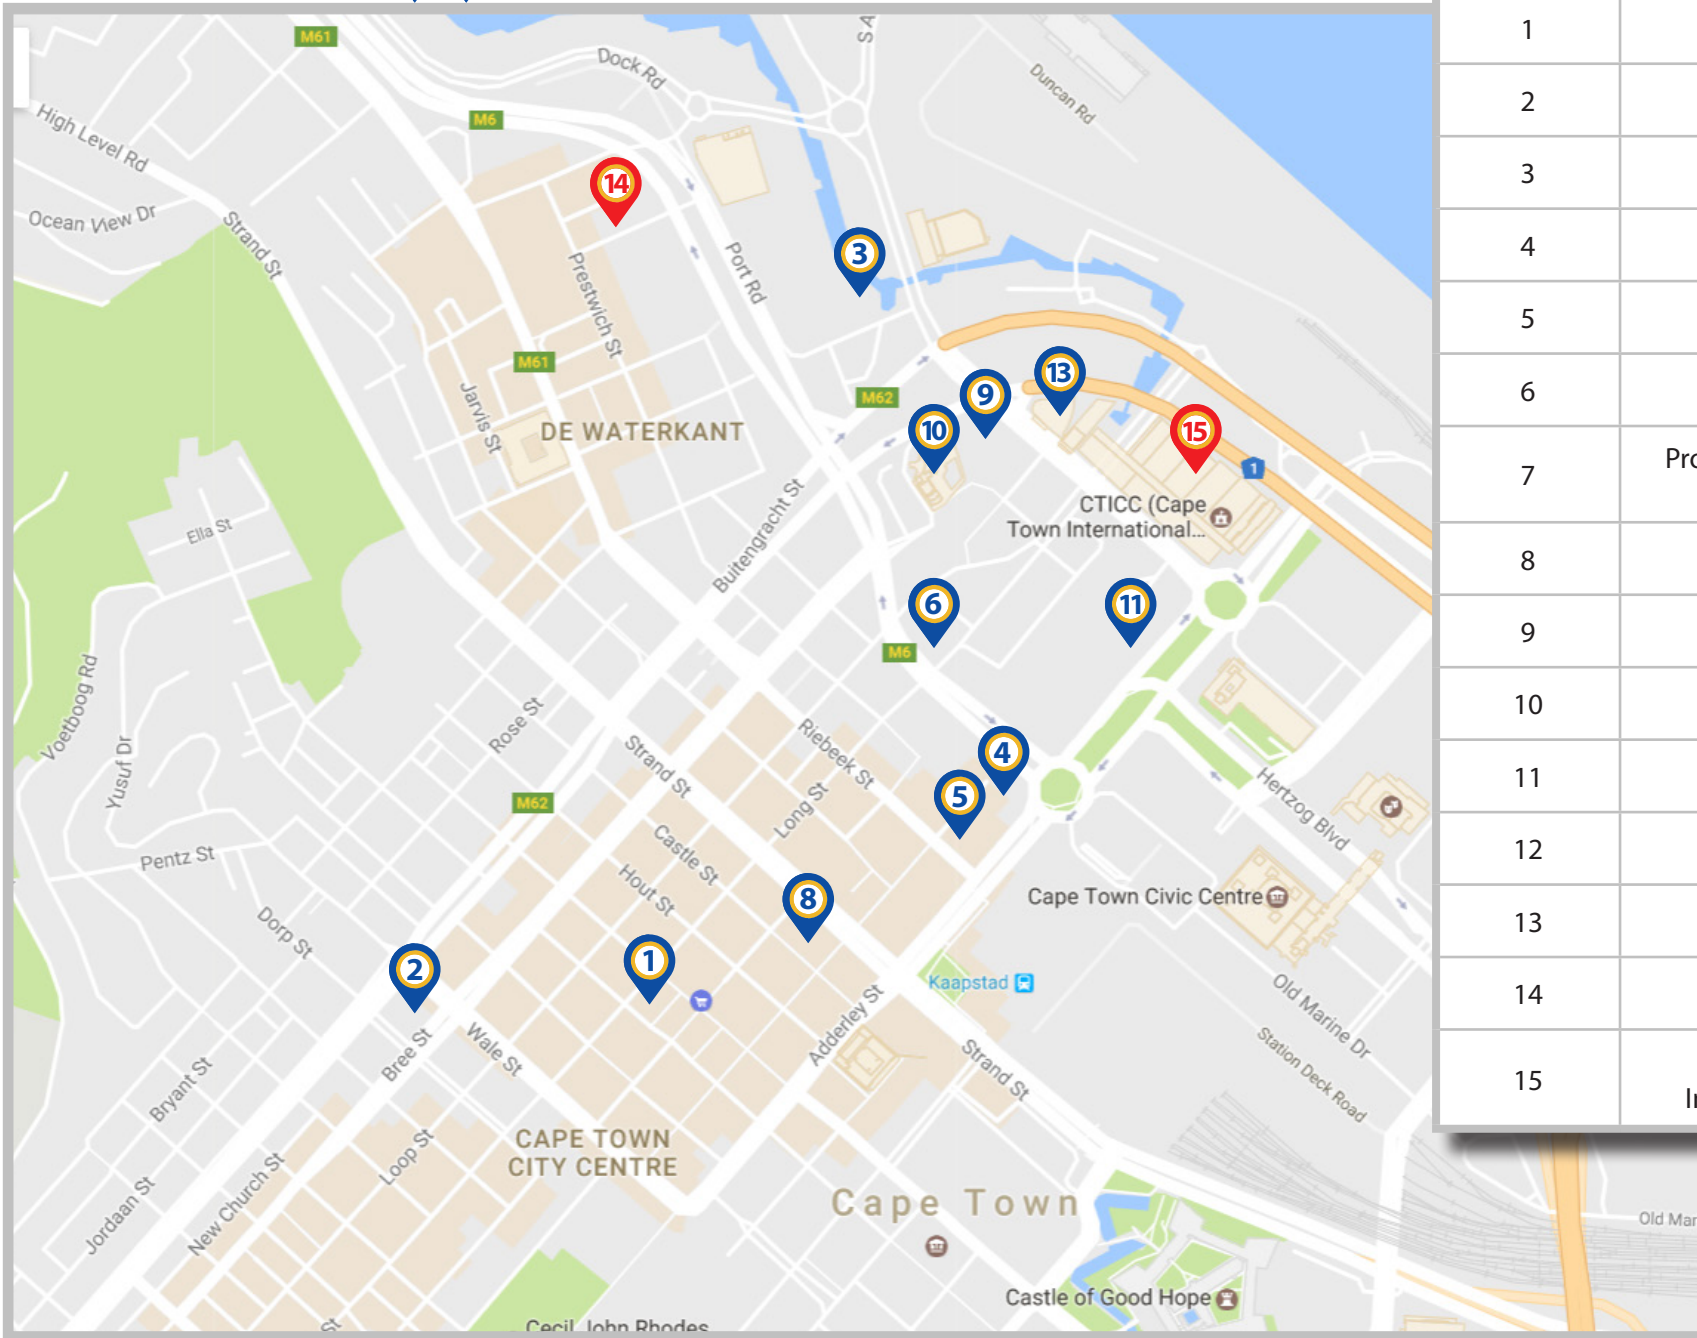 M61
Dock Rd
S A
Duncan Rd
High Level Rd
M6
14
Ocean View Dr
Strand St
Port Rd
3
Prestwich St
M61
13
9
M62
Jarvis St
DE WATERKANT
10
15
1
CTICC (Cape
Town International...
Buitengracht St
Ella St
6
11
M6
Voetboog Rd
Rose St
Yusuf Dr
Strand St
Riebeek St
4
5
Long St
Hertzog Blvd
M62
Castle St
Pentz St
Hout St
8
Cape Town Civic Centre
Dorp St
2
1
Kaapstad
Old Marine Dr
Adderley St
Wale St
Bree St
Strand St
Station Deck Road
Bryant St
CAPE TOWN
CITY CENTRE
Loop St
Jordaan St
New Church St
Cape Town
Castle of Good Hope
St
Cecil John Rhodes
Old Mar
1
2
3
4
5
6
7
Pro
8
9
10
11
12
13
14
15
In